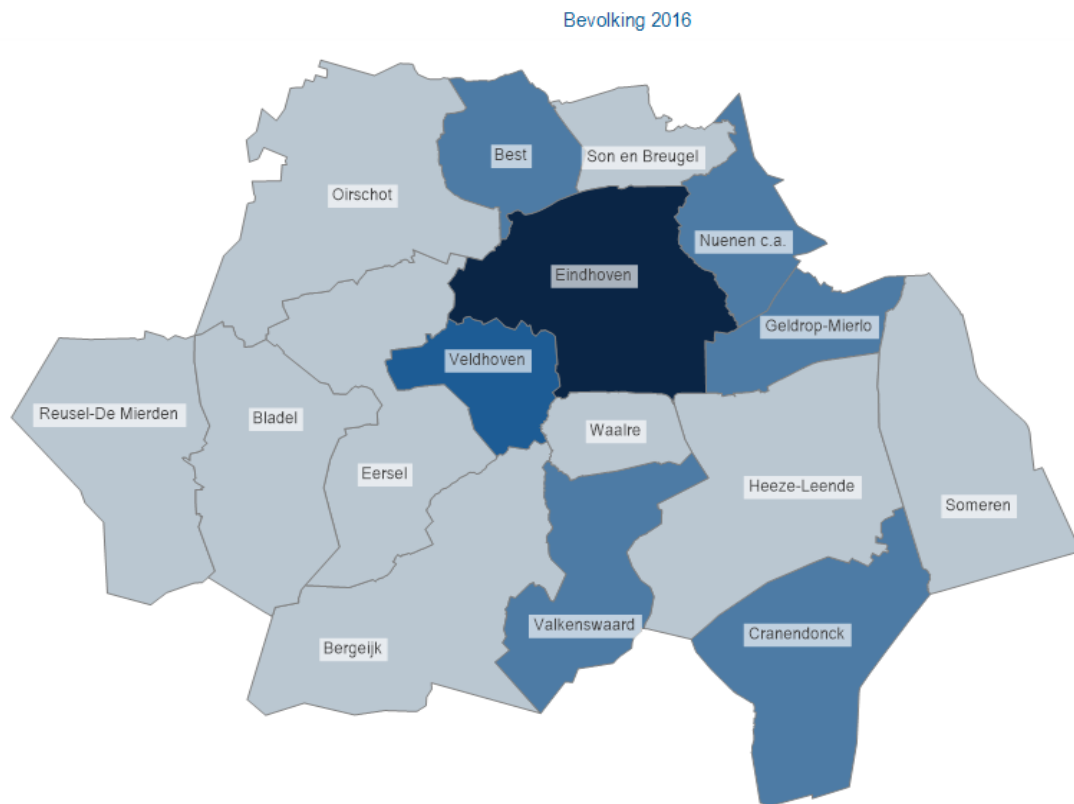 Bevolking 2016
Best
Son en Breugel
Oirschot
Nuenen c.a.
Eindhoven
Geldrop-Mierlo
Veldhoven
Reusel-De Mierden
Bladel
Waalre
Eersel
Heeze-Leende
Someren
Valkenswaard
Cranendonck
Bergeijk